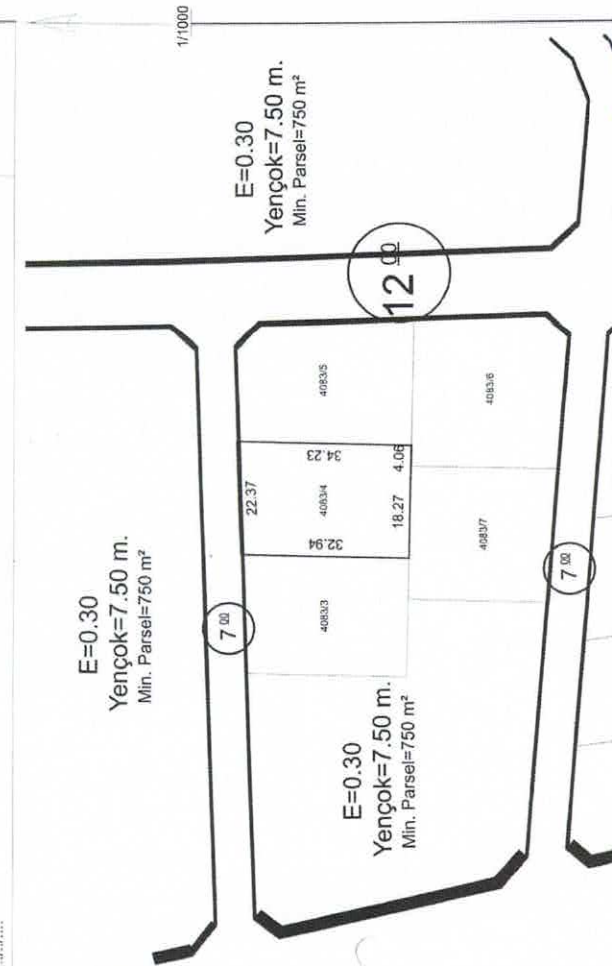 1/1000
E=0.30
Yençok=7.50 m.
Min. Parsel=750 m²
12 00
4083/5
4083/6
34.23
4.06
22.37
4083/4
18.27
32.94
4083/7
4083/3
7 00
7 00
E=0.30
Yençok=7.50 m.
Min. Parsel=750 m²
E=0.30
Yençok=7.50 m.
Min. Parsel=750 m²